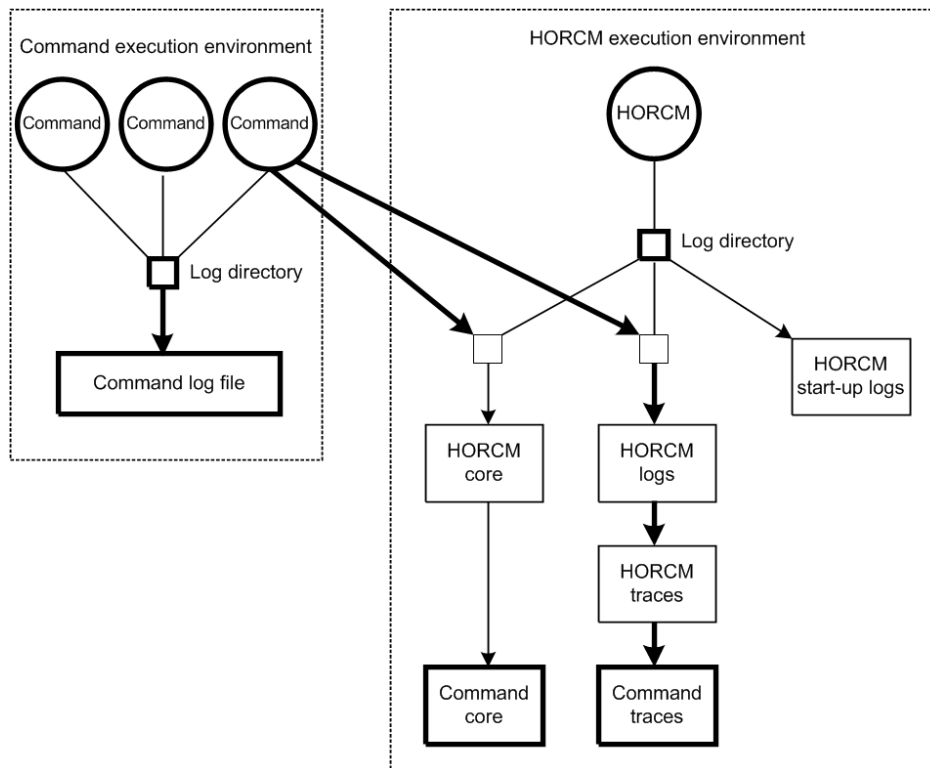 Command execution environment
HORCM execution environment
Command
Command
Command
HORCM
Log directory
Log directory
Command log file
HORCM
start-up logs
HORCM
core
HORCM
logs
HORCM
traces
Command
core
Command
traces